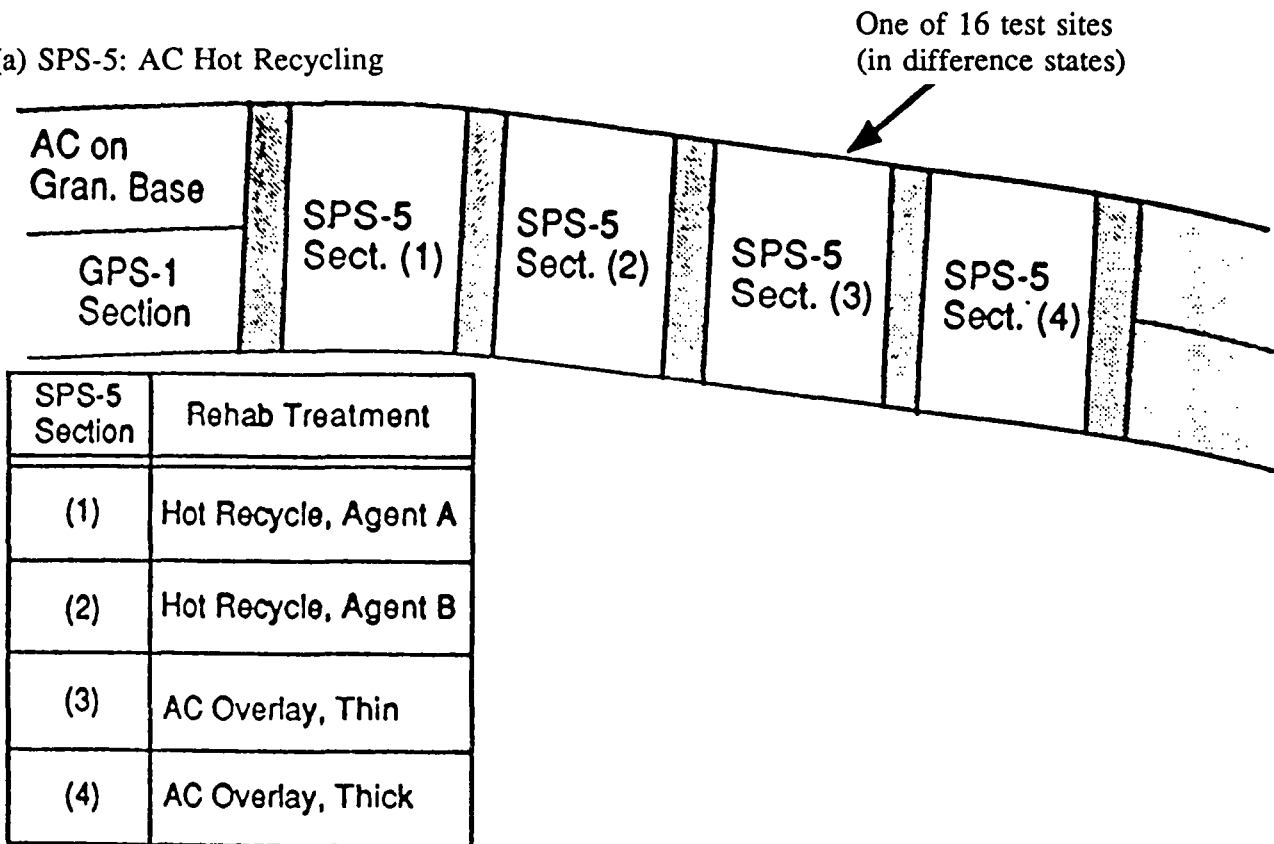 One of 16 test sites
(in difference states)
(a) SPS-5: AC Hot Recycling
AC on
Gran. Base
GPS-1
Section
SPS-5
Sect. (1)
SPS-5
Sect. (2)
SPS-5
Sect. (3)
SPS-5
Sect. (4)
SPS-5
Section
Rehab Treatment
(1)
Hot Recycle, Agent A
(2)
Hot Recycle, Agent B
(3)
AC Overlay, Thin
(4)
AC Overlay, Thick